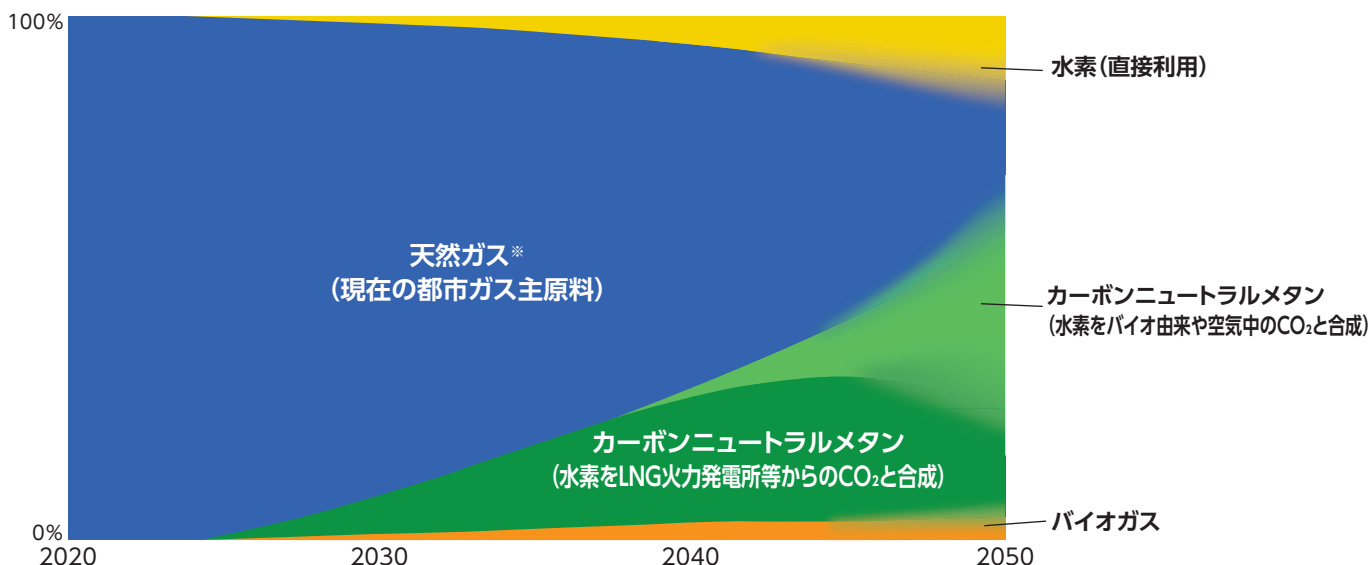 100%
水素（直接利用）
天然ガス※
（現在の都市ガス主原料）
カーボンニュートラルメタン
（水素をバイオ由来や空気中のCO₂と合成）
カーボンニュートラルメタン
（水素をLNG火力発電所等からのCO₂と合成）
バイオガス
0%
2020 2030 2040 2050